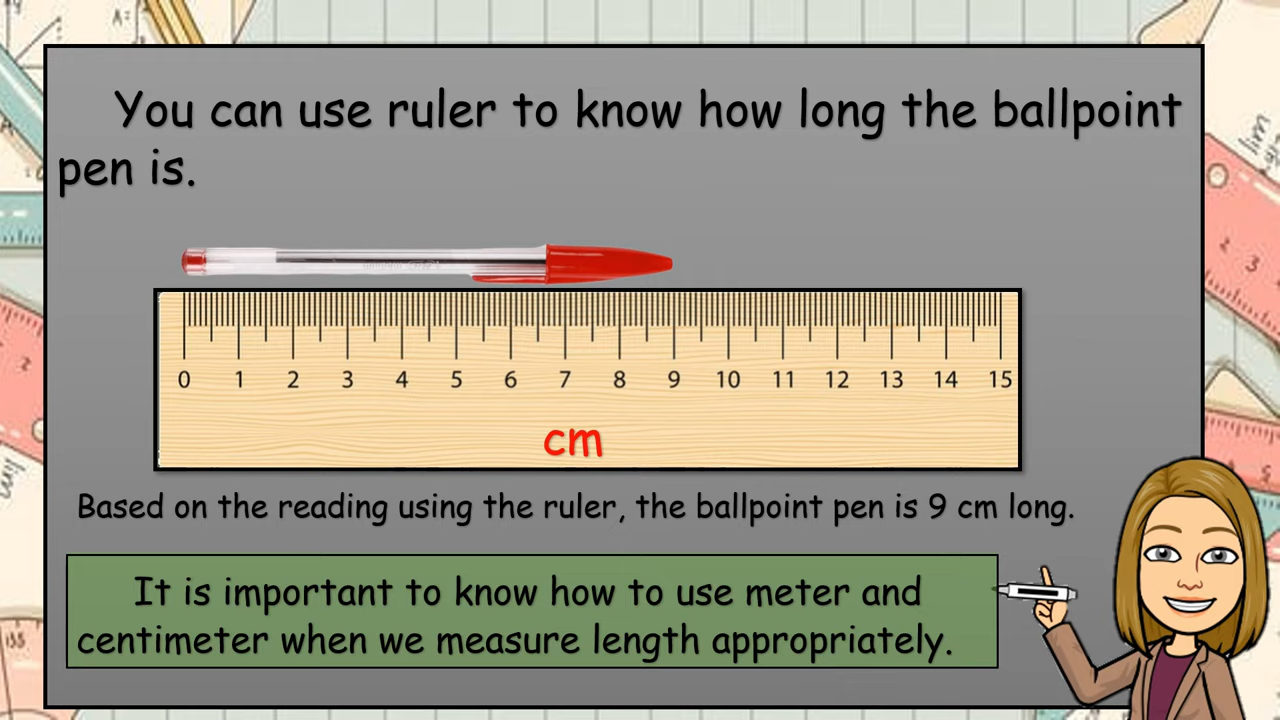 You can use ruler to know how long the ballpoint
pen is.
0 1 2 3 4 5 6 7 8 9 10 11 12 13 14 15
cm
Based on the reading using the ruler, the ballpoint pen is 9 cm long.
It is important to know how to use meter and
centimeter when we measure length appropriately.